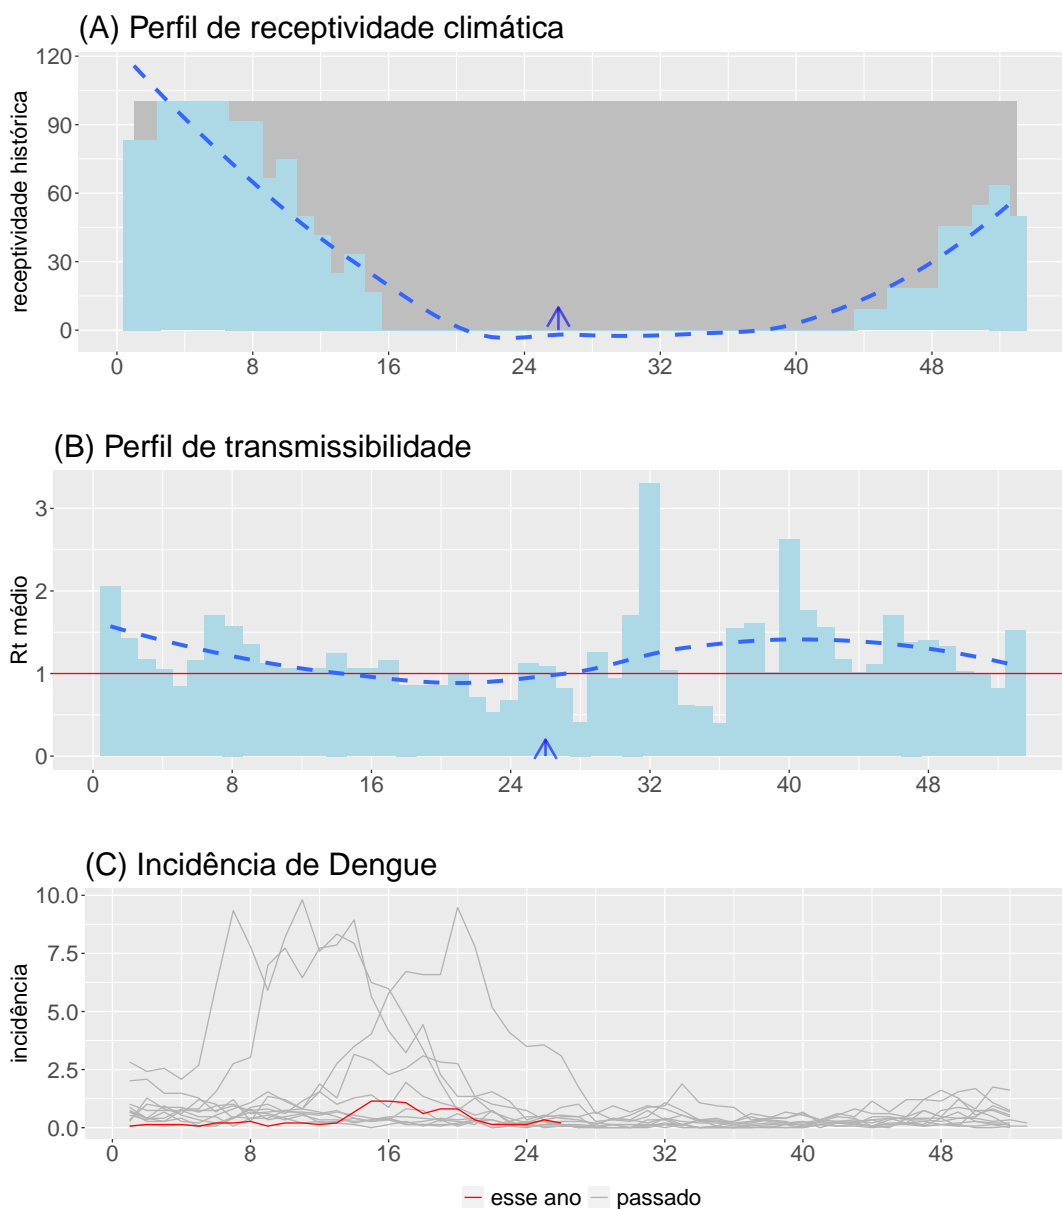 (A) Perfil de receptividade climática
receptividade histórica
120
90
60
30
0
0 8 16 24 32 40 48
(B) Perfil de transmissibilidade
Rt médio
3
2
1
0
0 8 16 24 32 40 48
(C) Incidência de Dengue
incidência
10.0
7.5
5.0
2.5
0.0
0 8 16 24 32 40 48
esse ano passado